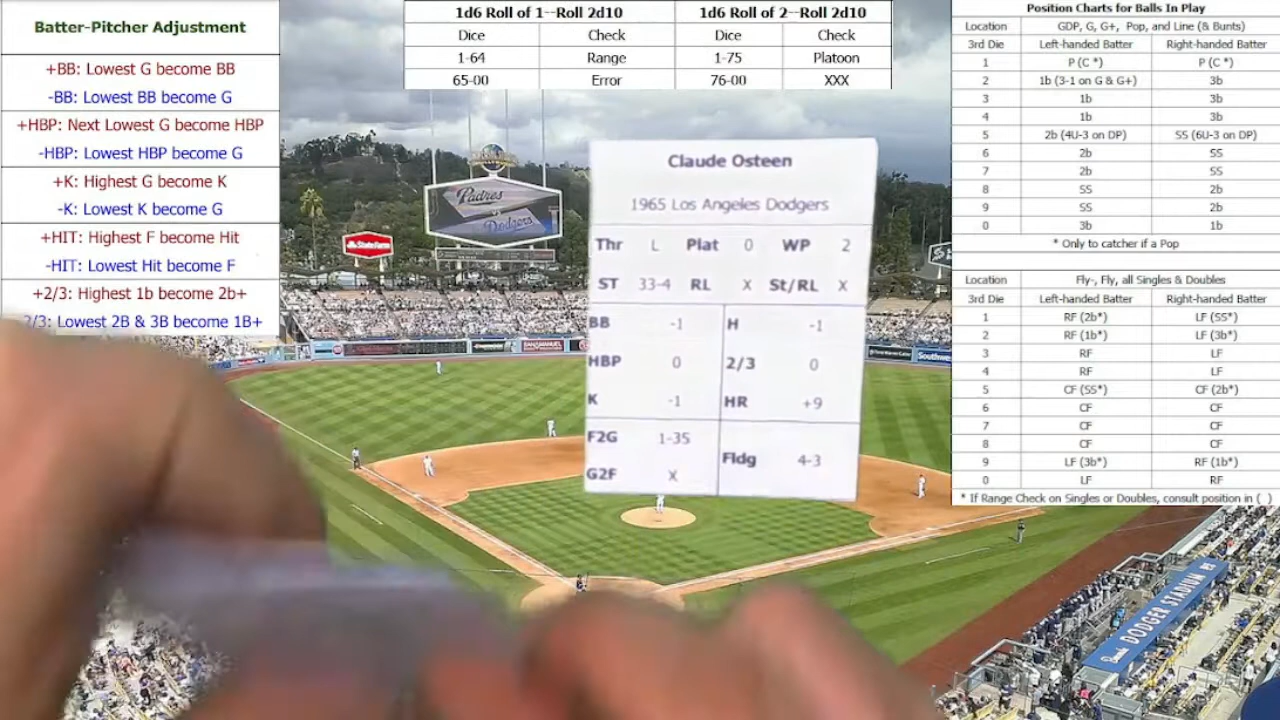 Batter-Pitcher Adjustment
+BB: Lowest G become BB
-BB: Lowest BB become G
+HBP: Next Lowest G become HBP
-HBP: Lowest HBP become G
+K: Highest G become K
-K: Lowest K become G
+HIT: Highest F become Hit
-HIT: Lowest Hit become F
+2/3: Highest 1b become 2b+
2/3: Lowest 2B & 3B become 1B+
1d6 Roll of 1--Roll 2d10 1d6 Roll of 2--Roll 2d10
Dice Check Dice Check
1-64 Range 1-75 Platoon
65-00 Error 76-00 XXX
Padres
Dodgers
State Farm
Claude Osteen
1965 Los Angeles Dodgers
Thr L Plat 0 WP 2
ST 33-4 RL X St/RL X
BB -1 H -1
HBP 0 2/3 0
K -1 HR +9
F2G 1-35 Fldg 4-3
G2F X
Position Charts for Balls In Play
Location GDP, G, G+, Pop, and Line (& Bunts)
3rd Die Left-handed Batter Right-handed Batter
1 P (C *) P (C *)
2 1b (3-1 on G & G+) 3b
3 1b 3b
4 1b 3b
5 2b (4U-3 on DP) SS (6U-3 on DP)
6 2b SS
7 2b SS
8 SS 2b
9 SS 2b
0 3b 1b
* Only to catcher if a Pop
Location Fly-, Fly, all Singles & Doubles
3rd Die Left-handed Batter Right-handed Batter
1 RF (2b*) LF (SS*)
2 RF (1b*) LF (3b*)
3 RF LF
4 RF LF
5 CF (SS*) CF (2b*)
6 CF CF
7 CF CF
8 CF CF
9 LF (3b*) RF (1b*)
0 LF RF
* If Range Check on Singles or Doubles, consult position in ( )
Southwes
DODGER STADIUM